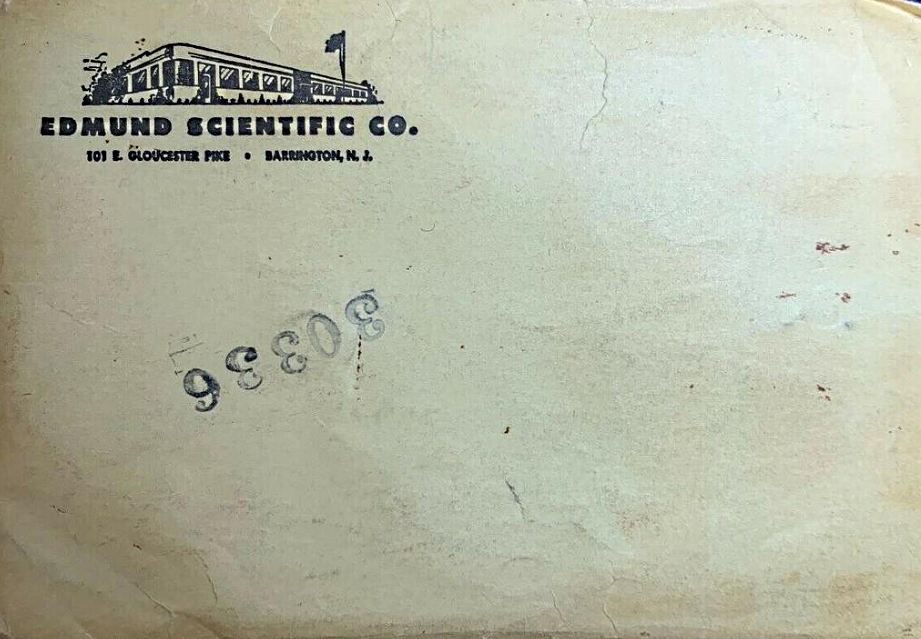 EDMUND SCIENTIFIC CO.
101 E. GLOUCESTER PIKE • BARRINGTON, N. J.
30336